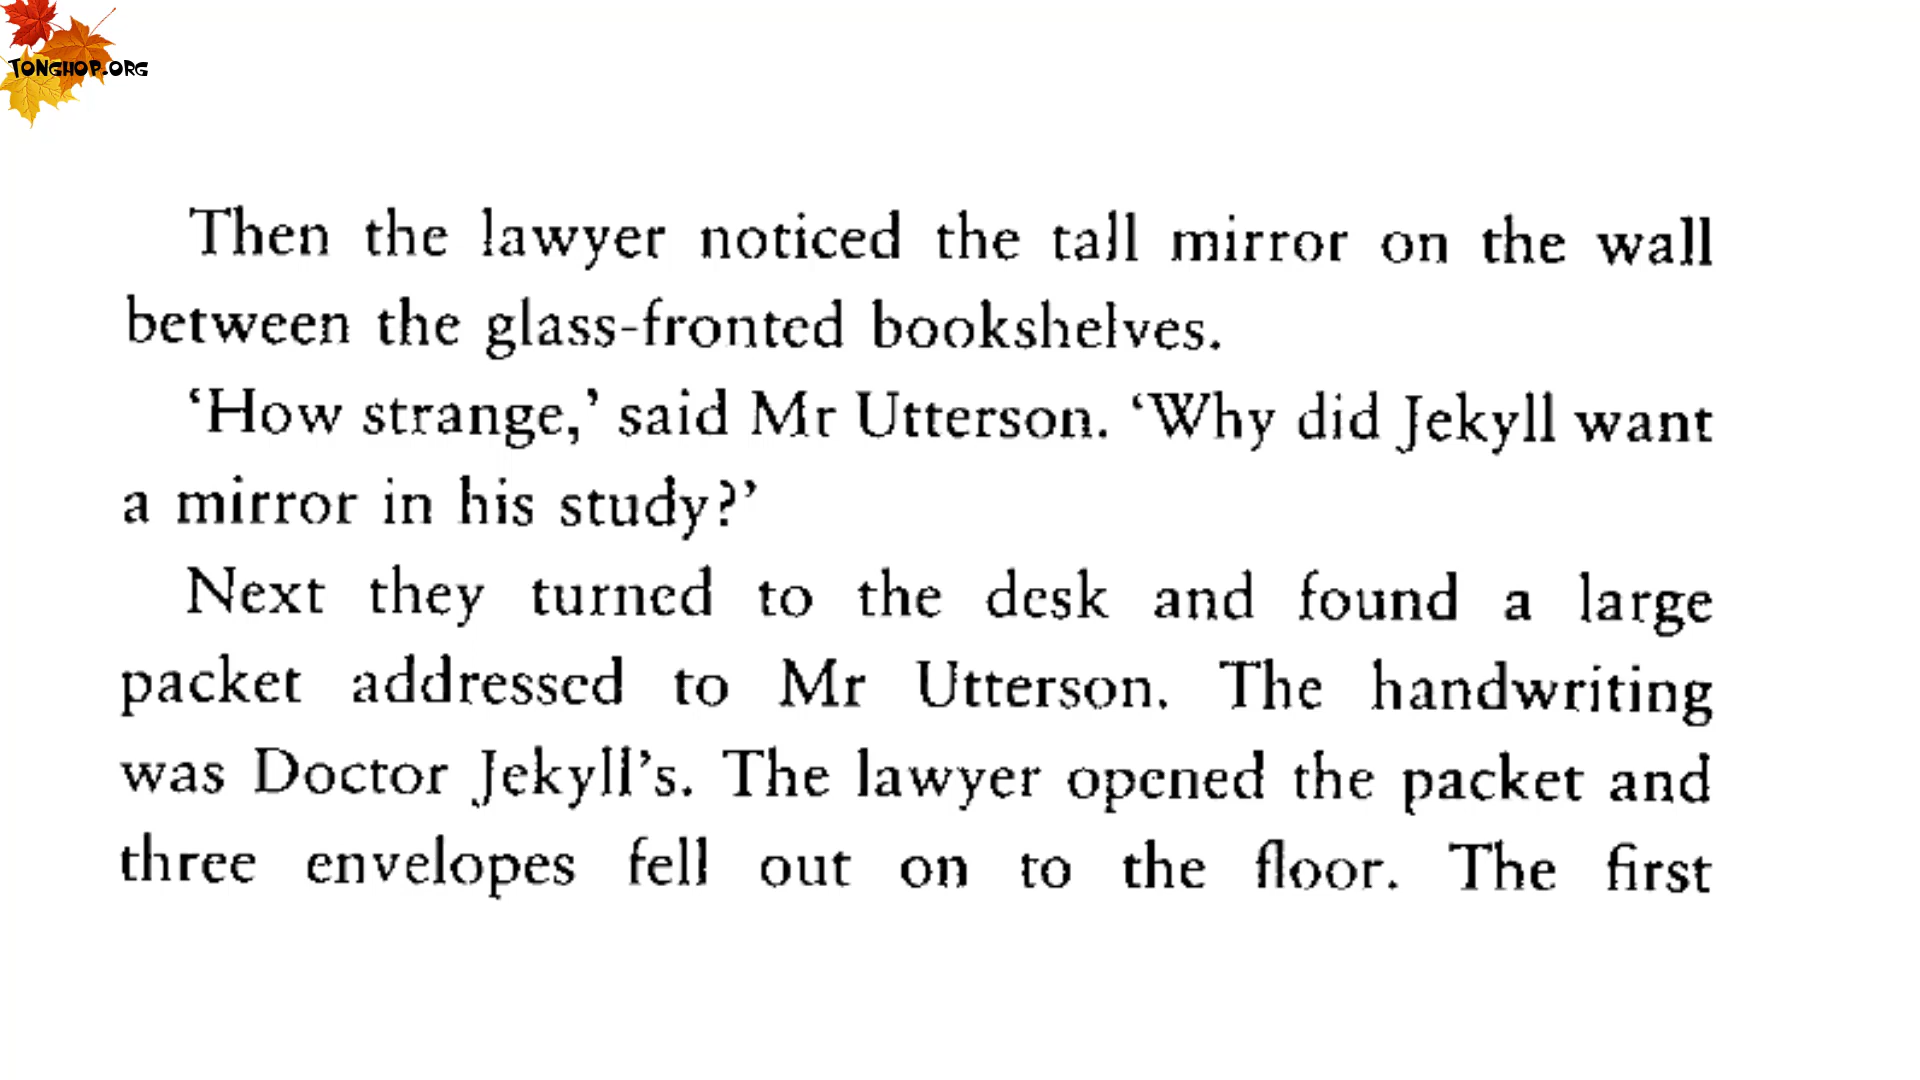 TONGHOP.ORG
Then the lawyer noticed the tall mirror on the wall
between the glass-fronted bookshelves.
‘How strange,’ said Mr Utterson. ‘Why did Jekyll want
a mirror in his study?’
Next they turned to the desk and found a large
packet addressed to Mr Utterson. The handwriting
was Doctor Jekyll’s. The lawyer opened the packet and
three envelopes fell out on to the floor. The first